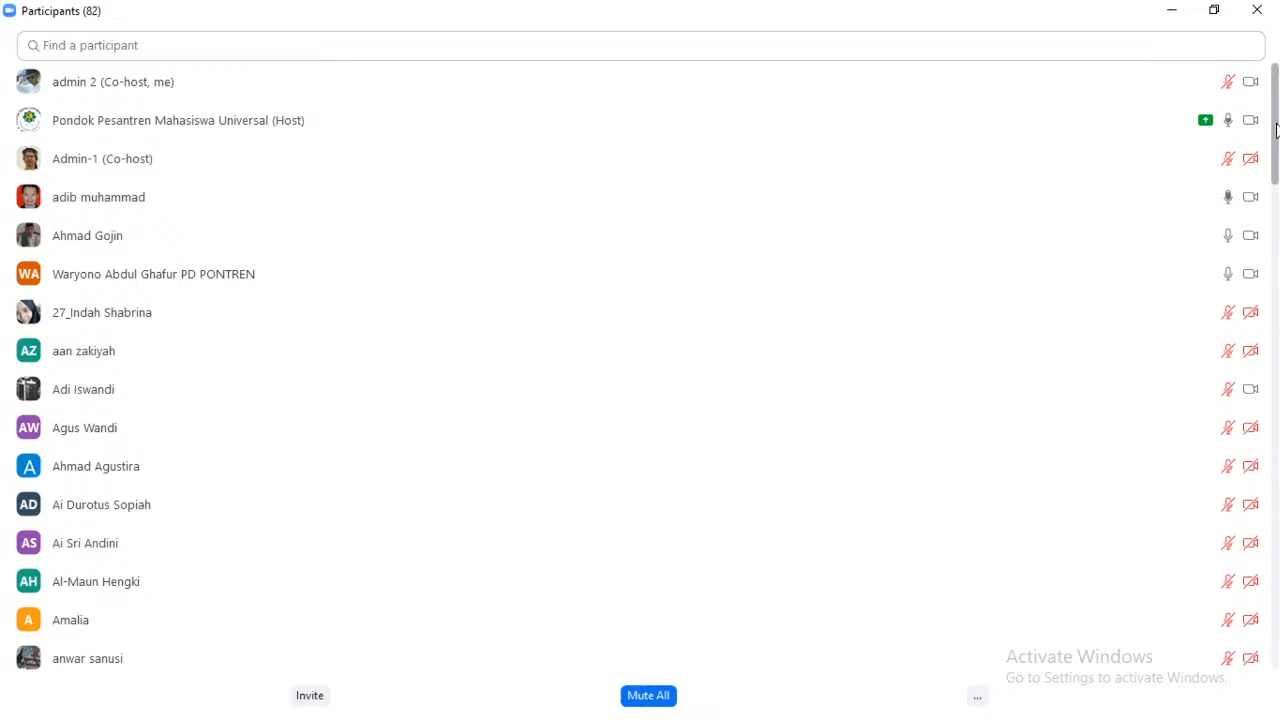 Participants (82)
Find a participant
admin 2 (Co-host, me)
Pondok Pesantren Mahasiswa Universal (Host)
Admin-1 (Co-host)
adib muhammad
Ahmad Gojin
WA Waryono Abdul Ghafur PD PONTREN
27_Indah Shabrina
AZ aan zakiyah
Adi Iswandi
AW Agus Wandi
A Ahmad Agustira
AD Ai Durotus Sopiah
AS Ai Sri Andini
AH Al-Maun Hengki
A Amalia
anwar sanusi
Activate Windows
Go to Settings to activate Windows.
Invite
Mute All
...